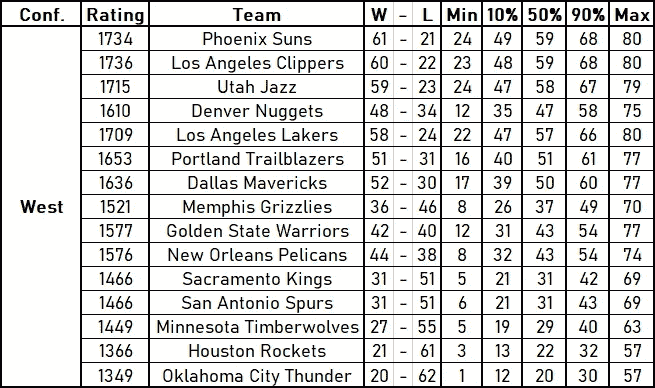 Conf. Rating Team W - L Min 10% 50% 90% Max
1734 Phoenix Suns 61 - 21 24 49 59 68 80
1736 Los Angeles Clippers 60 - 22 23 48 59 68 80
1715 Utah Jazz 59 - 23 24 47 58 67 79
1610 Denver Nuggets 48 - 34 12 35 47 58 75
1709 Los Angeles Lakers 58 - 24 22 47 57 66 80
1653 Portland Trailblazers 51 - 31 16 40 51 61 77
1636 Dallas Mavericks 52 - 30 17 39 50 60 77
West 1521 Memphis Grizzlies 36 - 46 8 26 37 49 70
1577 Golden State Warriors 42 - 40 12 31 43 54 77
1576 New Orleans Pelicans 44 - 38 8 32 43 54 74
1466 Sacramento Kings 31 - 51 5 21 31 42 69
1466 San Antonio Spurs 31 - 51 6 21 31 43 69
1449 Minnesota Timberwolves 27 - 55 5 19 29 40 63
1366 Houston Rockets 21 - 61 3 13 22 32 57
1349 Oklahoma City Thunder 20 - 62 1 12 20 30 57